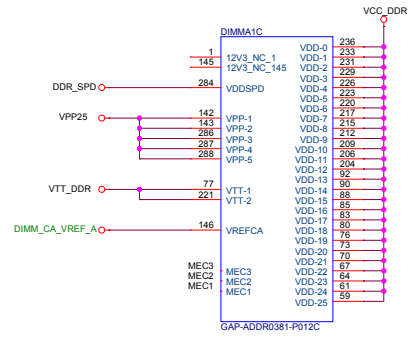 VCC_DDR
DIMMA1C
1 12V3_NC_1
145 12V3_NC_145
DDR_SPD 284 VDDSPD
VPP25 142 VPP-1
143 VPP-2
286 VPP-3
287 VPP-4
288 VPP-5
VTT_DDR 77 VTT-1
221 VTT-2
DIMM_CA_VREF_A 146 VREFCA
MEC3 MEC3
MEC2 MEC2
MEC1 MEC1
VDD-0 236
VDD-1 233
VDD-2 231
VDD-3 229
VDD-4 226
VDD-5 223
VDD-6 220
VDD-7 217
VDD-8 215
VDD-9 212
VDD-10 209
VDD-11 206
VDD-12 204
VDD-13 92
VDD-14 90
VDD-15 88
VDD-16 85
VDD-17 83
VDD-18 80
VDD-19 76
VDD-20 73
VDD-21 70
VDD-22 67
VDD-23 64
VDD-24 61
VDD-25 59
GAP-ADDR0381-P012C